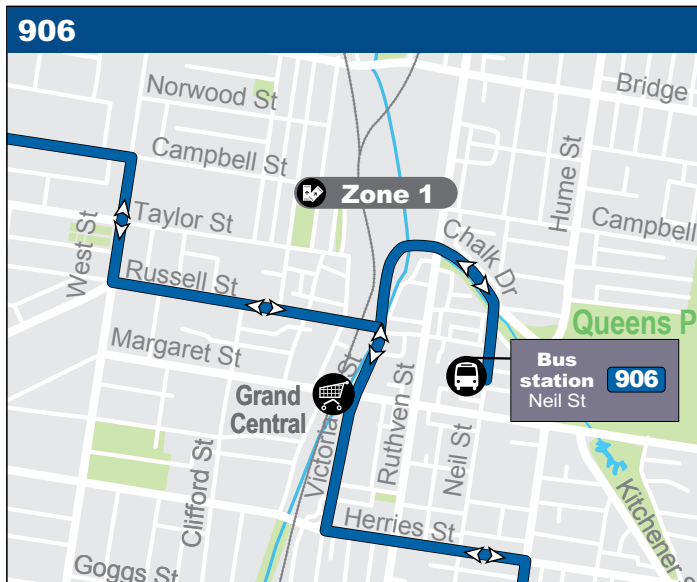 906
Norwood St
Bridge
Campbell St
Hume St
Zone 1
Taylor St
Campbell
West St
Chalk Dr
Russell St
Queens P
Margaret St
Bus
station
Neil St
906
Grand
Central
Victoria St
Ruthven St
Neil St
Clifford St
Kitchener
Herries St
Goggs St